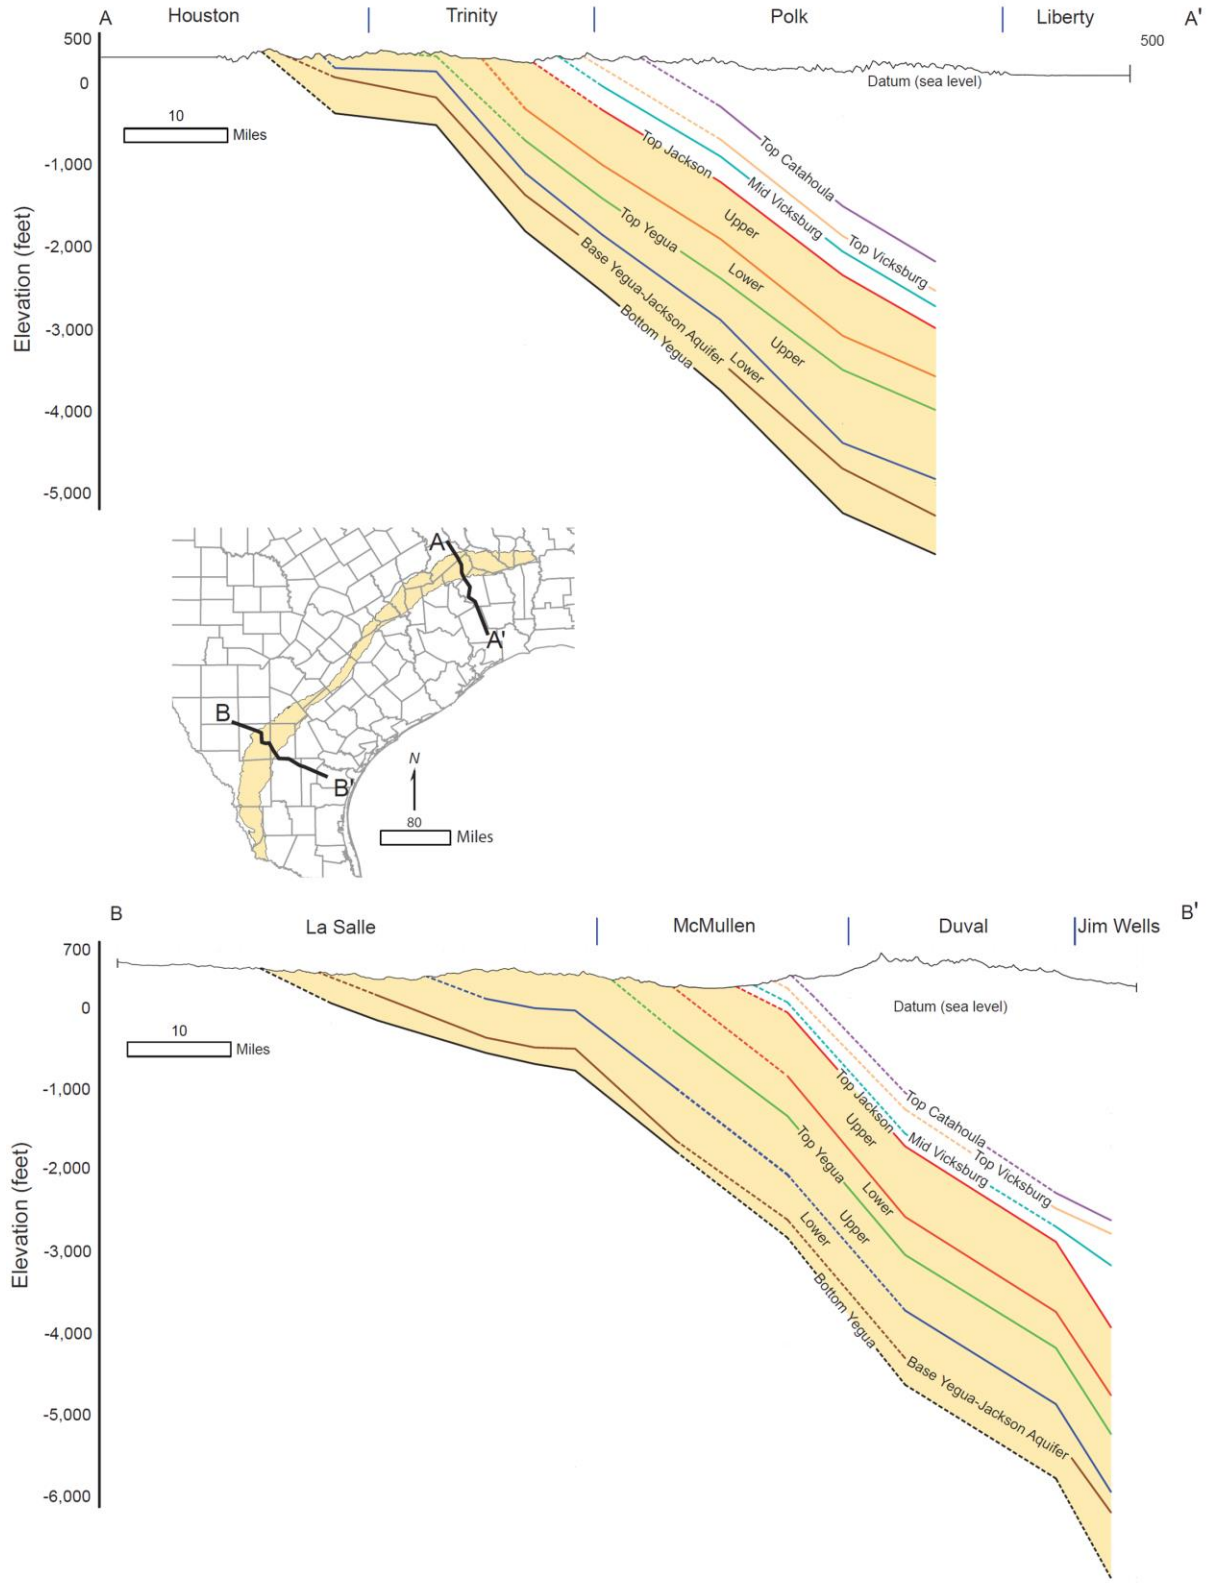 A
Houston
Trinity
Polk
Liberty
A'
500
500
0
Datum (sea level)
10
Miles
-1,000
-2,000
-3,000
-4,000
-5,000
Elevation (feet)
Top Catahoula
Top Jackson
Mid Vicksburg
Top Vicksburg
Upper
Top Yegua
Lower
Base Yegua-Jackson Aquifer
Upper
Lower
Bottom Yegua
A
A'
B
B'
N
80
Miles
B
La Salle
McMullen
Duval
Jim Wells
B'
700
0
Datum (sea level)
10
Miles
-1,000
-2,000
-3,000
-4,000
-5,000
-6,000
Elevation (feet)
Top Catahoula
Top Jackson
Mid Vicksburg
Top Vicksburg
Upper
Top Yegua
Lower
Upper
Lower
Bottom Yegua
Base Yegua-Jackson Aquifer